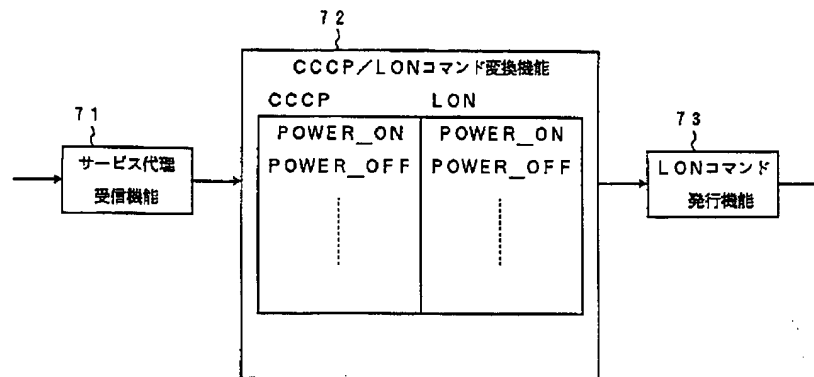 72
CCCP/LONコマンド変換機能
CCCP LON
71
サービス代理
受信機能
POWER_ON POWER_ON
POWER_OFF POWER_OFF
73
LONコマンド
発行機能